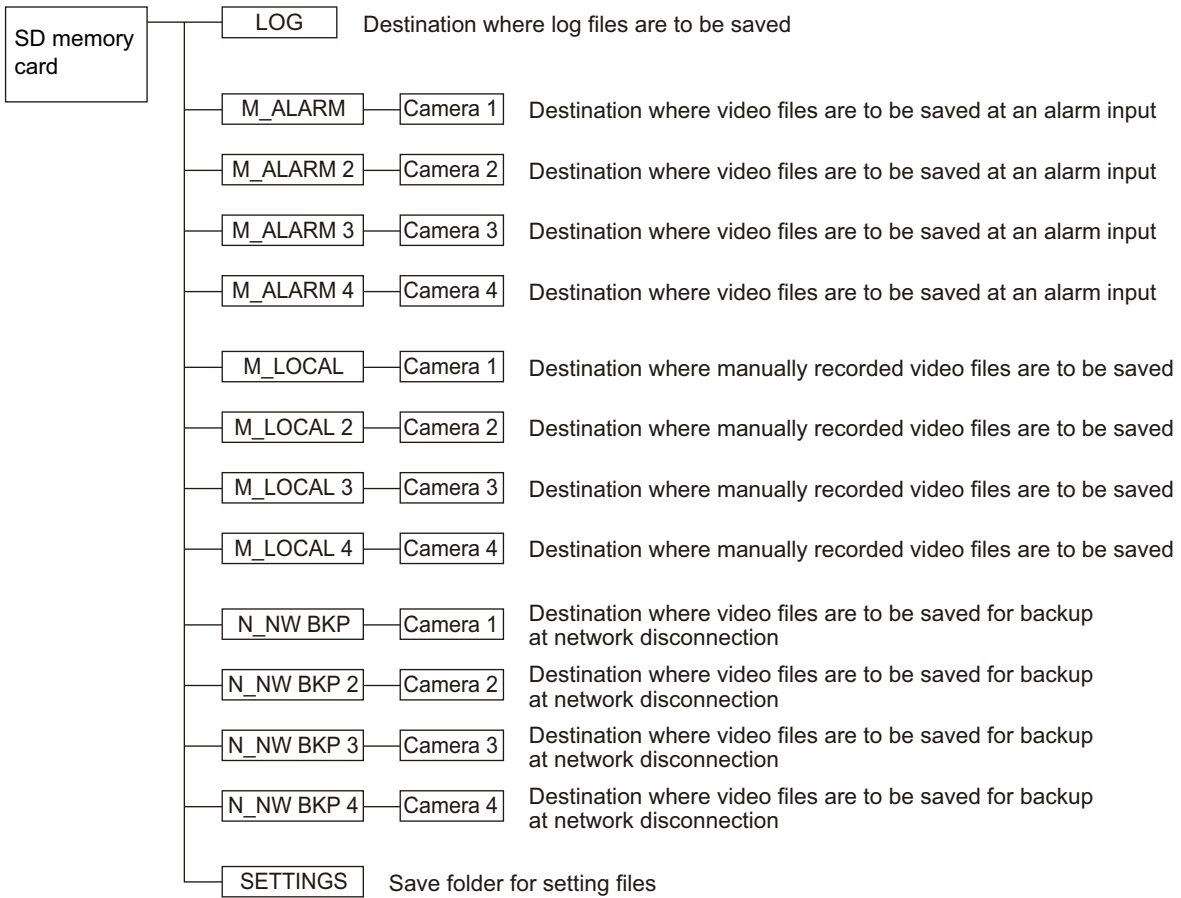 SD memory
card
LOG Destination where log files are to be saved
M_ALARM Camera 1 Destination where video files are to be saved at an alarm input
M_ALARM 2 Camera 2 Destination where video files are to be saved at an alarm input
M_ALARM 3 Camera 3 Destination where video files are to be saved at an alarm input
M_ALARM 4 Camera 4 Destination where video files are to be saved at an alarm input
M_LOCAL Camera 1 Destination where manually recorded video files are to be saved
M_LOCAL 2 Camera 2 Destination where manually recorded video files are to be saved
M_LOCAL 3 Camera 3 Destination where manually recorded video files are to be saved
M_LOCAL 4 Camera 4 Destination where manually recorded video files are to be saved
N_NW BKP Camera 1 Destination where video files are to be saved for backup
at network disconnection
N_NW BKP 2 Camera 2 Destination where video files are to be saved for backup
at network disconnection
N_NW BKP 3 Camera 3 Destination where video files are to be saved for backup
at network disconnection
N_NW BKP 4 Camera 4 Destination where video files are to be saved for backup
at network disconnection
SETTINGS Save folder for setting files